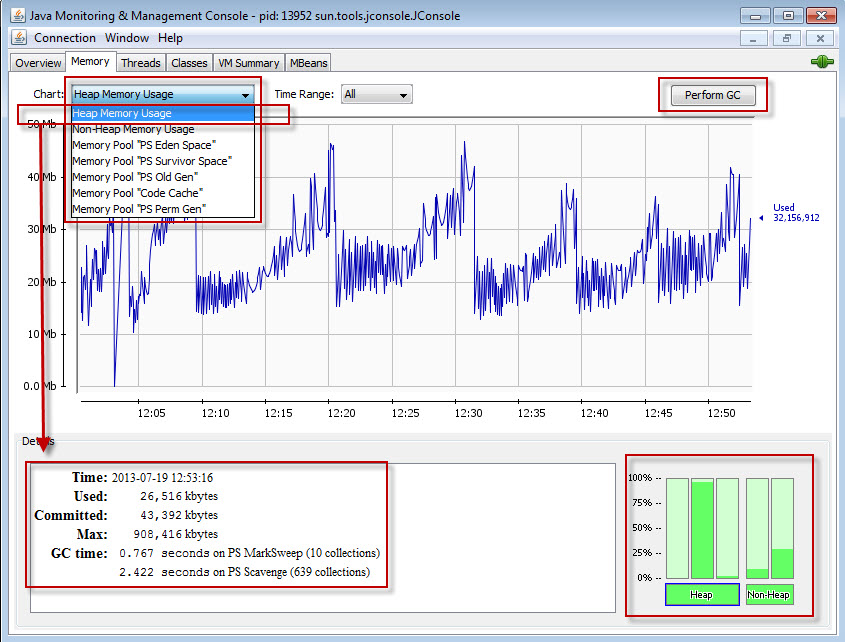 Java Monitoring & Management Console - pid: 13952 sun.tools.jconsole.JConsole
Connection Window Help
Overview Memory Threads Classes VM Summary MBeans
Chart: Heap Memory Usage Time Range: All Perform GC
Heap Memory Usage
Non-Heap Memory Usage
Memory Pool "PS Eden Space"
Memory Pool "PS Survivor Space"
Memory Pool "PS Old Gen"
Memory Pool "Code Cache"
Memory Pool "PS Perm Gen"
50 Mb
40 Mb
30 Mb
20 Mb
10 Mb
0.0 Mb
Used
32,156,912
12:05 12:10 12:15 12:20 12:25 12:30 12:35 12:40 12:45 12:50
Details
Time: 2013-07-19 12:53:16
Used: 26,516 kbytes
Committed: 43,392 kbytes
Max: 908,416 kbytes
GC time: 0.767 seconds on PS MarkSweep (10 collections)
2.422 seconds on PS Scavenge (639 collections)
100% --
75% --
50% --
25% --
0% --
Heap Non-Heap